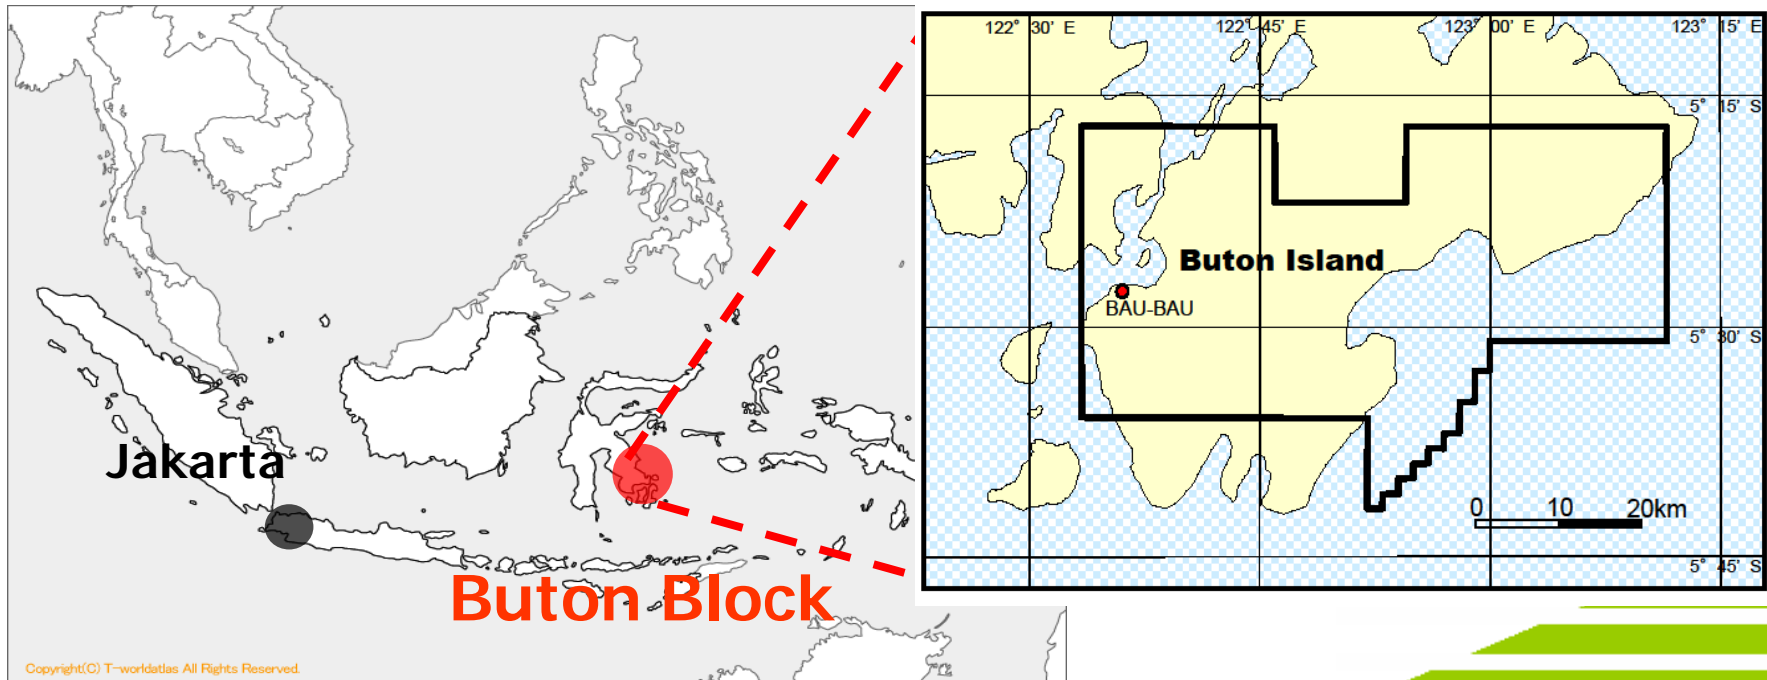 122° 30' E
122° 45' E
123° 00' E
123° 15' E
5° 15' S
Buton Island
BAU-BAU
5° 30' S
Jakarta
0 10 20km
5° 45' S
Buton Block
Copyright(C) T-worldatlas All Rights Reserved.